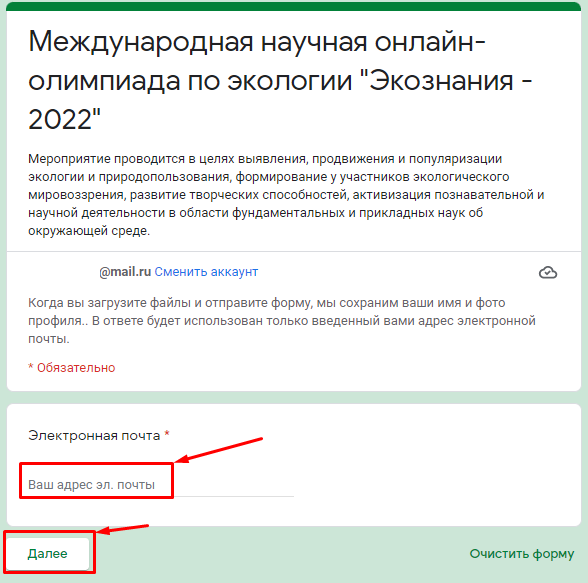 Международная научная онлайн-
олимпиада по экологии "Экознания -
2022"
Мероприятие проводится в целях выявления, продвижения и популяризации
экологии и природопользования, формирование у участников экологического
мировоззрения, развитие творческих способностей, активизация познавательной и
научной деятельности в области фундаментальных и прикладных наук об
окружающей среде.
@mail.ru Сменить аккаунт
Когда вы загрузите файлы и отправите форму, мы сохраним ваши имя и фото
профиля.. В ответе будет использован только введенный вами адрес электронной
почты.
* Обязательно
Электронная почта *
Ваш адрес эл. почты
Далее
Очистить форму